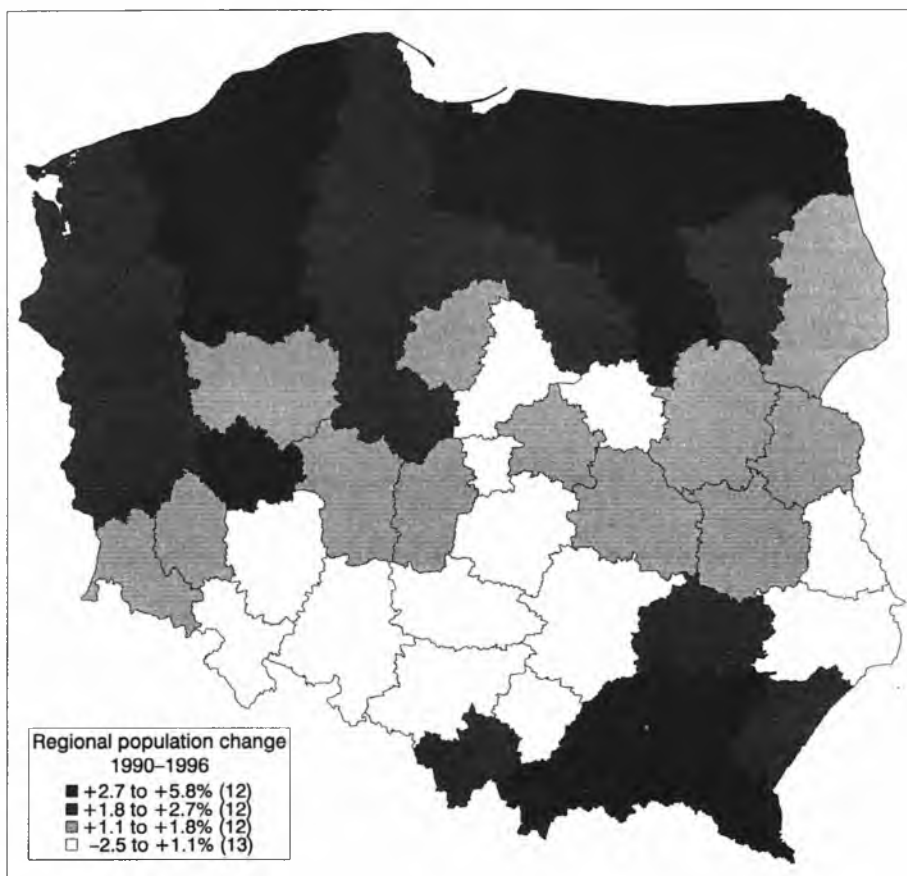 Regional population change
1990–1996
+2.7 to +5.8% (12)
+1.8 to +2.7% (12)
+1.1 to +1.8% (12)
−2.5 to +1.1% (13)